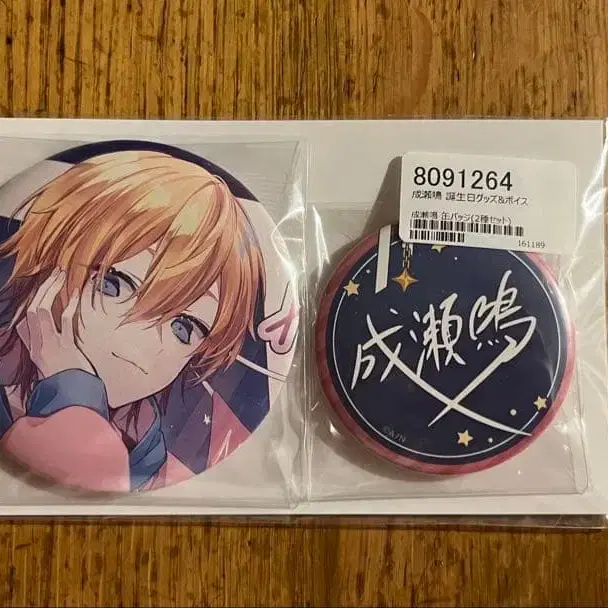 8091264
成瀬鳴 誕生日グッズ&ボイス
成瀬鳴 缶バッジ(2種セット)
161189
成瀬鳴
©A/N